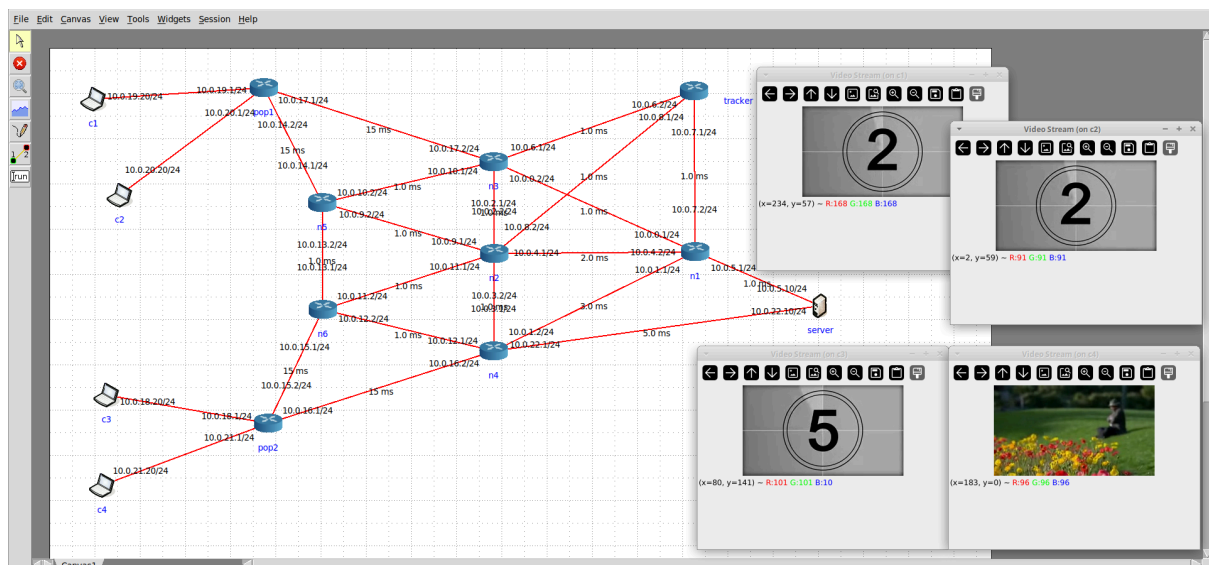 File Edit Canvas View Tools Widgets Session Help
10.0.19.20/24
10.0.19.1/24
c1
10.0.20.1/24
pop1
10.0.17.1/24
10.0.14.2/24
15 ms
10.0.20.20/24
c2
15 ms
10.0.14.1/24
10.0.17.2/24
10.0.6.1/24
1.0 ms
10.0.6.2/24
10.0.8.1/24
tracker
10.0.7.1/24
10.0.10.2/24
1.0 ms
10.0.10.1/24
n3
10.0.0.2/24
1.0 ms
1.0 ms
10.0.9.2/24
10.0.2.1/24
1.0 ms
10.0.7.2/24
n5
1.0 ms
10.0.9.1/24
10.0.8.2/24
10.0.0.1/24
10.0.13.2/24
1.0 ms
10.0.13.1/24
10.0.11.1/24
n2
10.0.4.1/24
2.0 ms
10.0.4.2/24
10.0.1.1/24
n1
10.0.5.1/24
1.0 ms
10.0.5.10/24
10.0.11.2/24
1.0 ms
10.0.3.2/24
3.0 ms
10.0.22.10/24
server
n6
10.0.12.2/24
1.0 ms
10.0.12.1/24
10.0.1.2/24
10.0.22.1/24
5.0 ms
10.0.15.1/24
15 ms
10.0.15.2/24
10.0.16.2/24
n4
15 ms
10.0.16.1/24
10.0.18.20/24
c3
10.0.18.1/24
10.0.21.1/24
pop2
10.0.21.20/24
c4
run
Canvas1
Video Stream (on c1)
2
(x=234, y=57) ~ R:168 G:168 B:168
Video Stream (on c2)
2
(x=2, y=59) ~ R:91 G:91 B:91
Video Stream (on c3)
5
(x=80, y=141) ~ R:101 G:101 B:10
Video Stream (on c4)
(x=183, y=0) ~ R:96 G:96 B:96